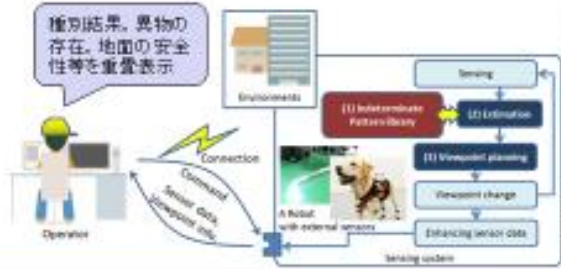 種別結果。異物の
存在。地面の安全
性等を重畳表示
Environments
Sensing
(1) Indeterminate
Pattern library
(2) Estimation
(3) Viewpoint planning
Connection
Command
Sensor data,
viewpoint info.
Operator
A Robot
with external sensors
Viewpoint change
Enhancing sensor data
Sensing system